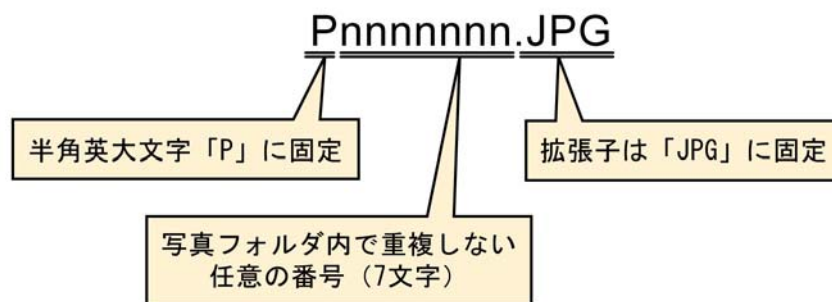 Pnnnnnnn.JPG
半角英大文字「P」に固定
拡張子は「JPG」に固定
写真フォルダ内で重複しない
任意の番号（7文字）